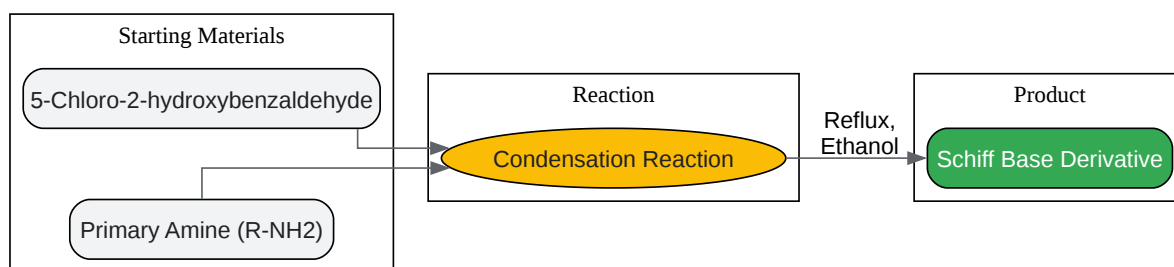 Starting Materials
5-Chloro-2-hydroxybenzaldehyde
Primary Amine (R-NH2)
Reaction
Condensation Reaction
Reflux,
Ethanol
Product
Schiff Base Derivative